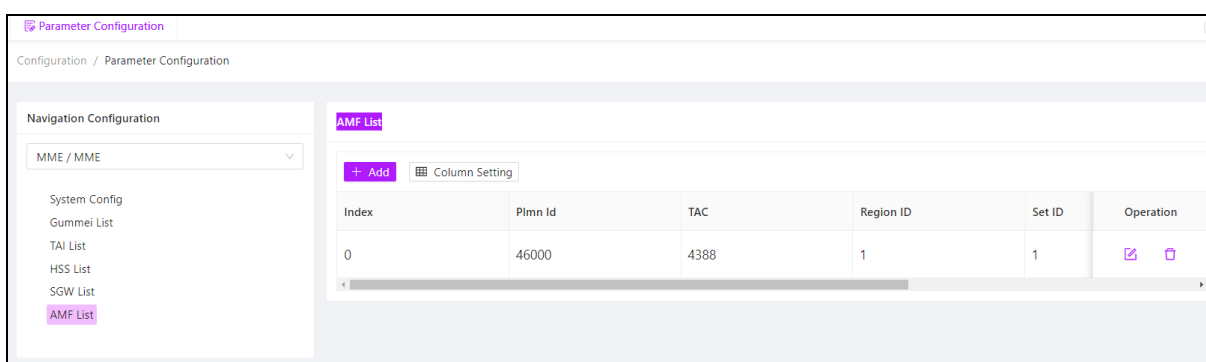 Parameter Configuration
Configuration / Parameter Configuration
Navigation Configuration
MME / MME
System Config
Gummei List
TAI List
HSS List
SGW List
AMF List
AMF List
+ Add
Column Setting
Index Plmn Id TAC Region ID Set ID Operation
0 46000 4388 1 1